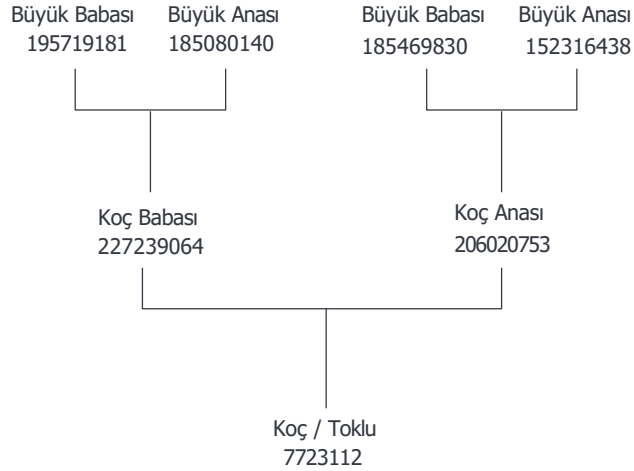 Büyük Babası
195719181
Büyük Anası
185080140
Büyük Babası
185469830
Büyük Anası
152316438
Koç Babası
227239064
Koç Anası
206020753
Koç / Toklu
7723112